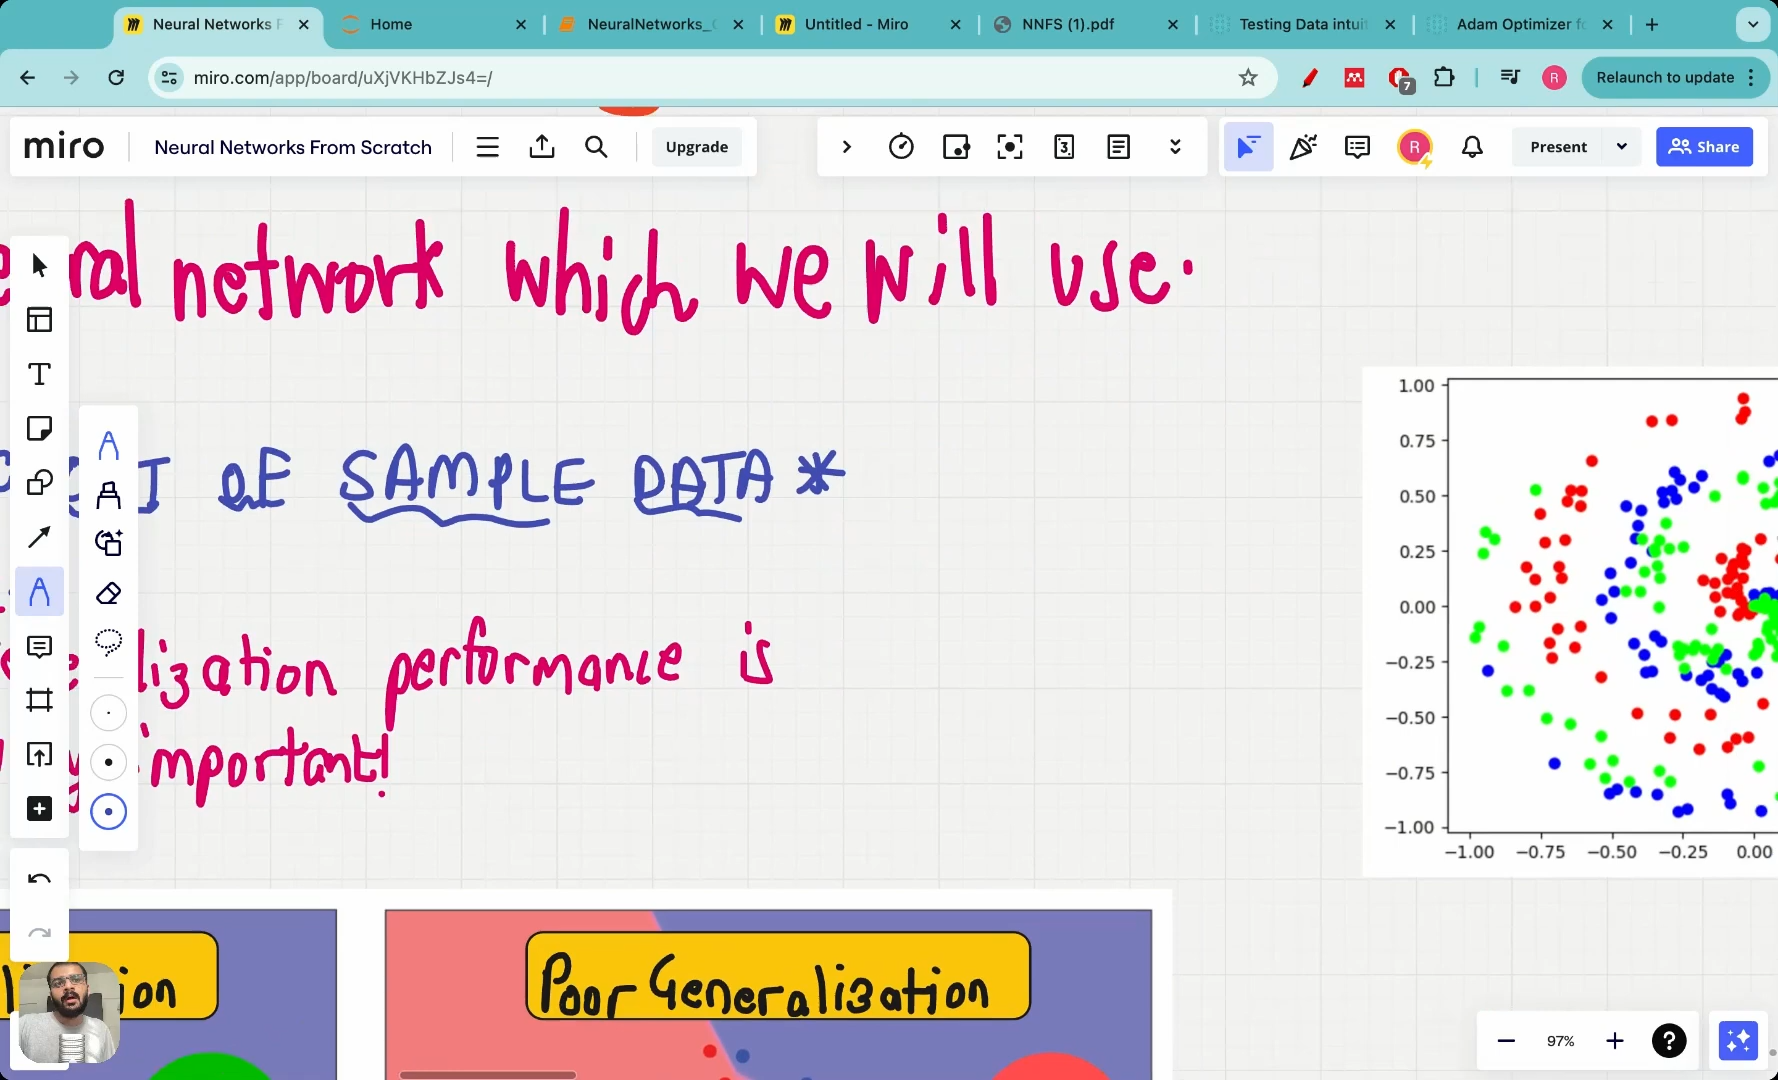 Neural Networks F
Home
NeuralNetworks_
Untitled - Miro
NNFS (1).pdf
Testing Data intui
Adam Optimizer fo
miro.com/app/board/uXjVKHbZJs4=/
7
R
Relaunch to update
miro
Neural Networks From Scratch
Upgrade
3
R
Present
Share
ral network which we will use.
T OF SAMPLE DATA *
lization performance is
important!
1.00
0.75
0.50
0.25
0.00
−0.25
−0.50
−0.75
−1.00
−1.00 −0.75 −0.50 −0.25 0.00
ion
Poor Generalization
97%